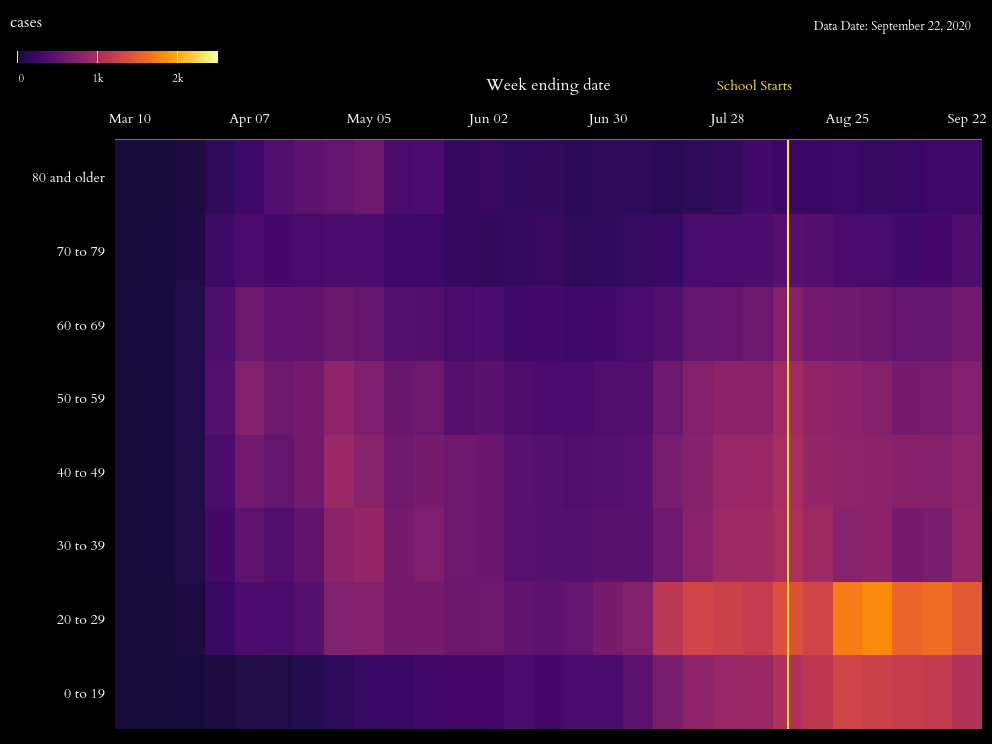 cases
Data Date: September 22, 2020
0 1k 2k
Week ending date
School Starts
Mar 10 Apr 07 May 05 Jun 02 Jun 30 Jul 28 Aug 25 Sep 22
80 and older
70 to 79
60 to 69
50 to 59
40 to 49
30 to 39
20 to 29
0 to 19